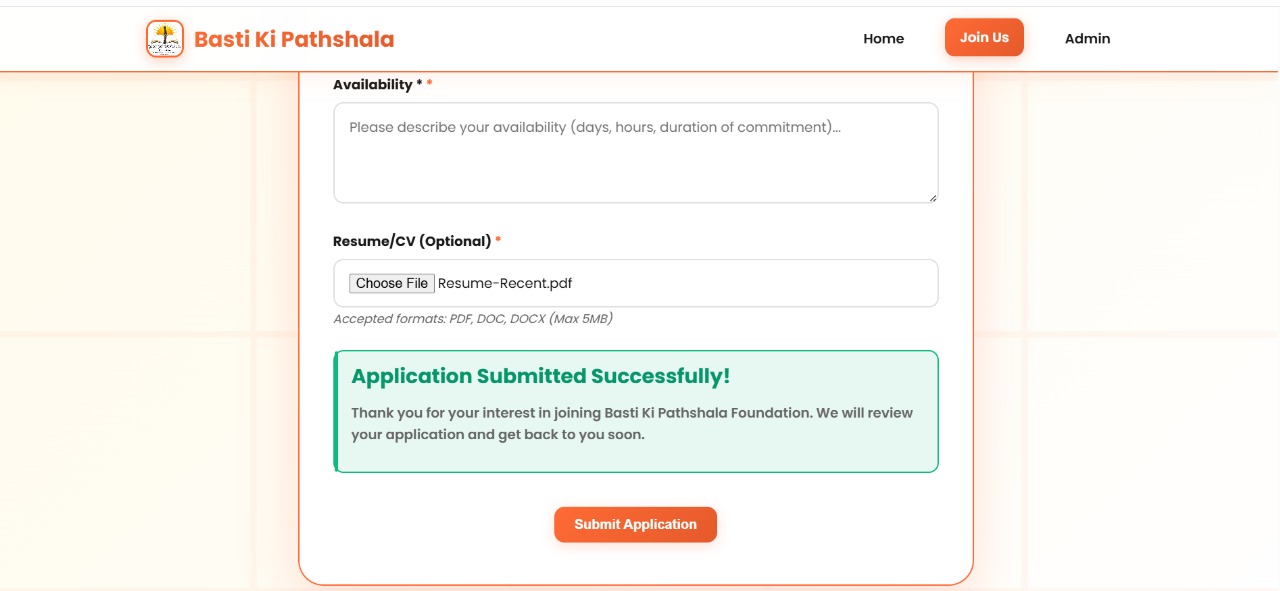 Basti Ki Pathshala
Home
Join Us
Admin
Availability * *
Please describe your availability (days, hours, duration of commitment)...
Resume/CV (Optional) *
Choose File Resume-Recent.pdf
Accepted formats: PDF, DOC, DOCX (Max 5MB)
Application Submitted Successfully!
Thank you for your interest in joining Basti Ki Pathshala Foundation. We will review
your application and get back to you soon.
Submit Application